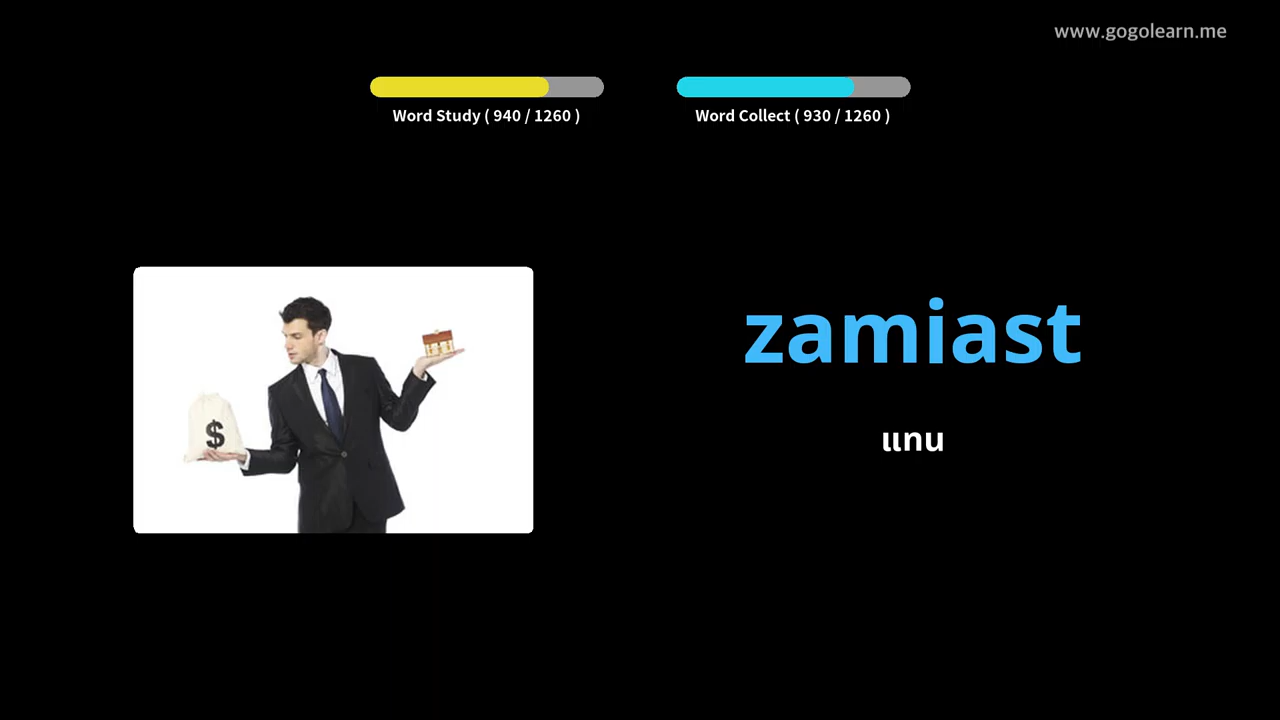 www.gogolearn.me
Word Study ( 940 / 1260 )
Word Collect ( 930 / 1260 )
zamiast
$
แทน